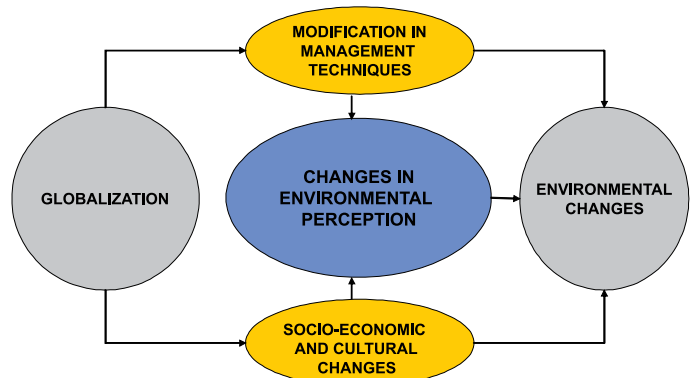 MODIFICATION IN
MANAGEMENT
TECHNIQUES
GLOBALIZATION
CHANGES IN
ENVIRONMENTAL
PERCEPTION
ENVIRONMENTAL
CHANGES
SOCIO-ECONOMIC
AND CULTURAL
CHANGES